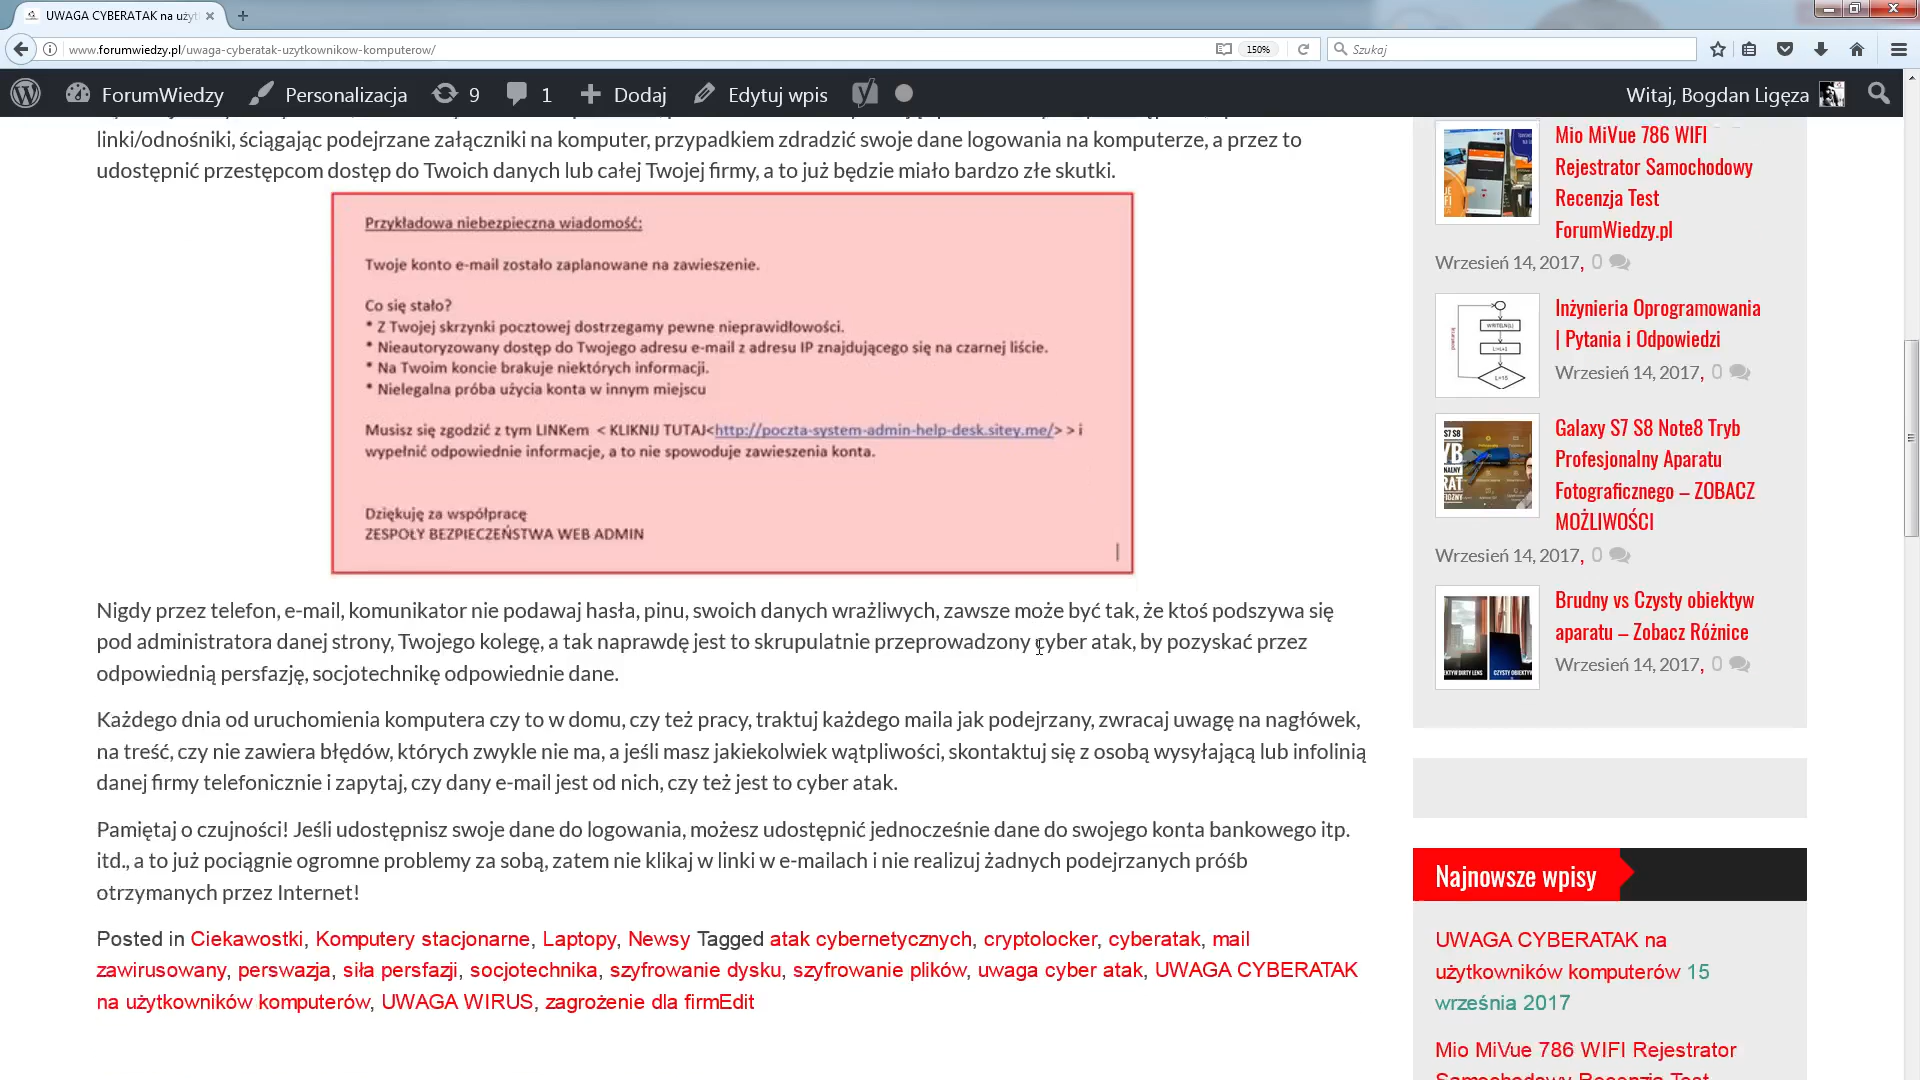 UWAGA CYBERATAK na użyt
www.forumwiedzy.pl/uwaga-cyberatak-uzytkownikow-komputerow/
150%
Szukaj
ForumWiedzy
Personalizacja
9
1
Dodaj
Edytuj wpis
Witaj, Bogdan Ligęza
linki/odnośniki, ściągając podejrzane załączniki na komputer, przypadkiem zdradzić swoje dane logowania na komputerze, a przez to
udostępnić przestępcom dostęp do Twoich danych lub całej Twojej firmy, a to już będzie miało bardzo złe skutki.
Przykładowa niebezpieczna wiadomość:
Twoje konto e-mail zostało zaplanowane na zawieszenie.
Co się stało?
* Z Twojej skrzynki pocztowej dostrzegamy pewne nieprawidłowości.
* Nieautoryzowany dostęp do Twojego adresu e-mail z adresu IP znajdującego się na czarnej liście.
* Na Twoim koncie brakuje niektórych informacji.
* Nielegalna próba użycia konta w innym miejscu
Musisz się zgodzić z tym LINKem < KLIKNIJ TUTAJ<http://poczta-system-admin-help-desk.sitey.me/> > i
wypełnić odpowiednie informacje, a to nie spowoduje zawieszenia konta.
Dziękuję za współpracę
ZESPOŁY BEZPIECZEŃSTWA WEB ADMIN
Nigdy przez telefon, e-mail, komunikator nie podawaj hasła, pinu, swoich danych wrażliwych, zawsze może być tak, że ktoś podszywa się
pod administratora danej strony, Twojego kolegę, a tak naprawdę jest to skrupulatnie przeprowadzony cyber atak, by pozyskać przez
odpowiednią persfazję, socjotechnikę odpowiednie dane.
Każdego dnia od uruchomienia komputera czy to w domu, czy też pracy, traktuj każdego maila jak podejrzany, zwracaj uwagę na nagłówek,
na treść, czy nie zawiera błędów, których zwykle nie ma, a jeśli masz jakiekolwiek wątpliwości, skontaktuj się z osobą wysyłającą lub infolinią
danej firmy telefonicznie i zapytaj, czy dany e-mail jest od nich, czy też jest to cyber atak.
Pamiętaj o czujności! Jeśli udostępnisz swoje dane do logowania, możesz udostępnić jednocześnie dane do swojego konta bankowego itp.
itd., a to już pociągnie ogromne problemy za sobą, zatem nie klikaj w linki w e-mailach i nie realizuj żadnych podejrzanych próśb
otrzymanych przez Internet!
Posted in Ciekawostki, Komputery stacjonarne, Laptopy, Newsy Tagged atak cybernetycznych, cryptolocker, cyberatak, mail
zawirusowany, perswazja, siła persfazji, socjotechnika, szyfrowanie dysku, szyfrowanie plików, uwaga cyber atak, UWAGA CYBERATAK
na użytkowników komputerów, UWAGA WIRUS, zagrożenie dla firmEdit
Mio MiVue 786 WIFI
Rejestrator Samochodowy
Recenzja Test
ForumWiedzy.pl
Wrzesień 14, 2017, 0
Inżynieria Oprogramowania
| Pytania i Odpowiedzi
Wrzesień 14, 2017, 0
Galaxy S7 S8 Note8 Tryb
Profesjonalny Aparatu
Fotograficznego – ZOBACZ
MOŻLIWOŚCI
Wrzesień 14, 2017, 0
Brudny vs Czysty obiektyw
aparatu – Zobacz Różnice
Wrzesień 14, 2017, 0
Najnowsze wpisy
UWAGA CYBERATAK na
użytkowników komputerów 15
września 2017
Mio MiVue 786 WIFI Rejestrator